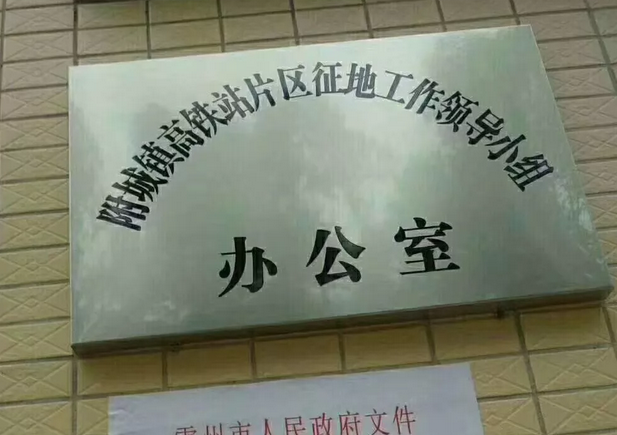 附城镇高铁站片区征地工作领导小组
办公室
雷州市人民政府文件